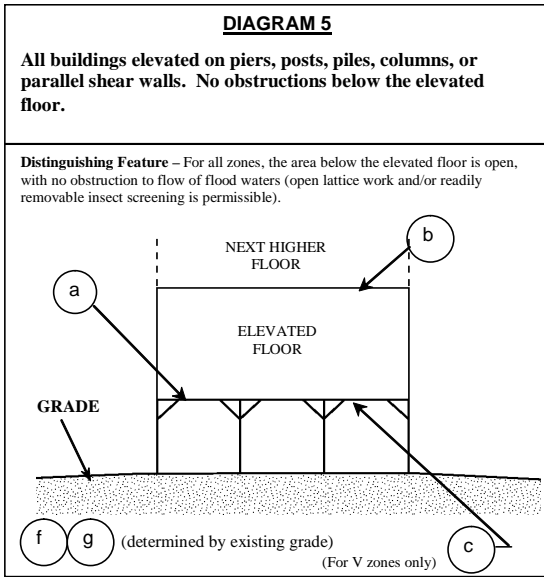 DIAGRAM 5
All buildings elevated on piers, posts, piles, columns, or
parallel shear walls.  No obstructions below the elevated
floor.
Distinguishing Feature – For all zones, the area below the elevated floor is open,
with no obstruction to flow of flood waters (open lattice work and/or readily
removable insect screening is permissible).
b
NEXT HIGHER
FLOOR
a
ELEVATED
FLOOR
GRADE
f g (determined by existing grade)
(For V zones only) c